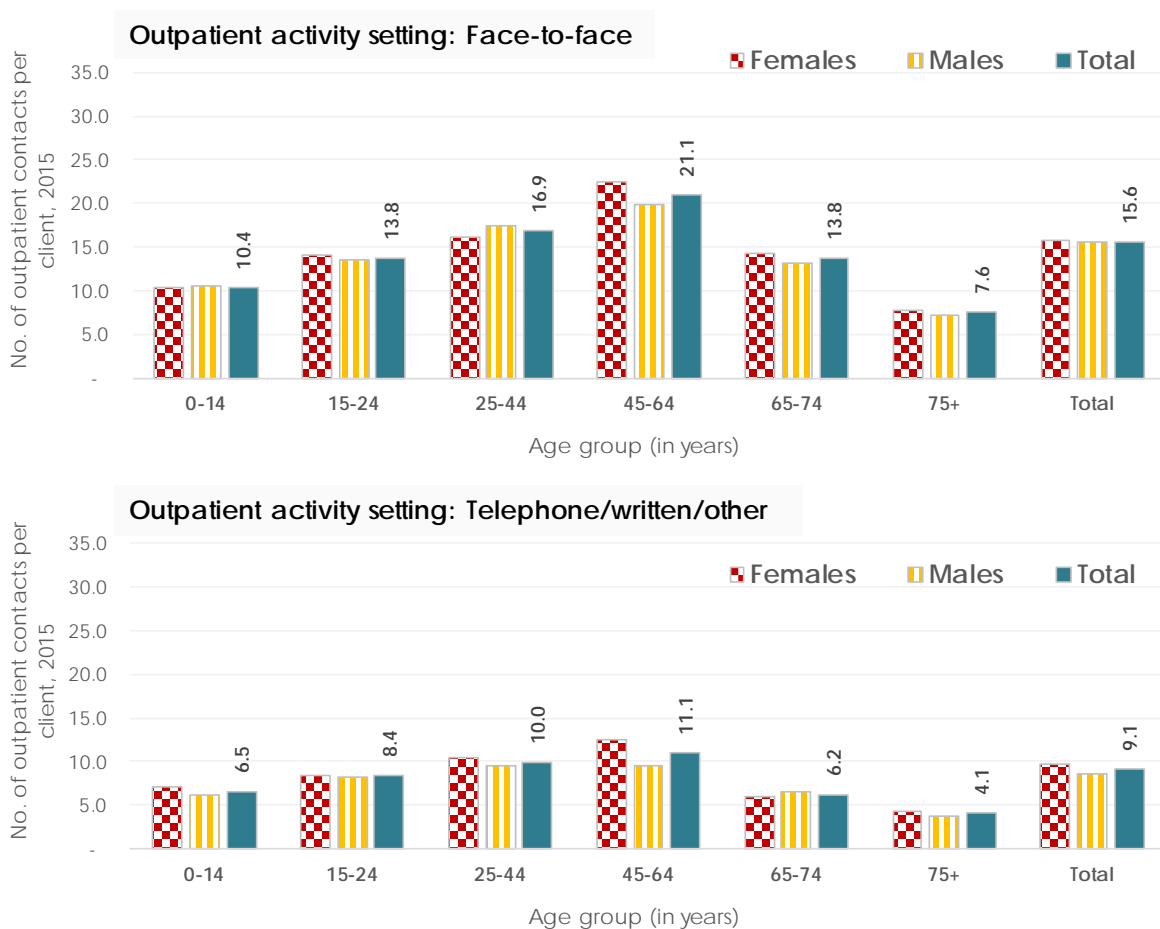 Outpatient activity setting: Face-to-face
Females Males Total
No. of outpatient contacts per
client, 2015
35.0
30.0
25.0
20.0
15.0
10.0
5.0
-
10.4
13.8
16.9
21.1
13.8
7.6
15.6
0-14 15-24 25-44 45-64 65-74 75+ Total
Age group (in years)
Outpatient activity setting: Telephone/written/other
Females Males Total
No. of outpatient contacts per
client, 2015
35.0
30.0
25.0
20.0
15.0
10.0
5.0
-
6.5
8.4
10.0
11.1
6.2
4.1
9.1
0-14 15-24 25-44 45-64 65-74 75+ Total
Age group (in years)